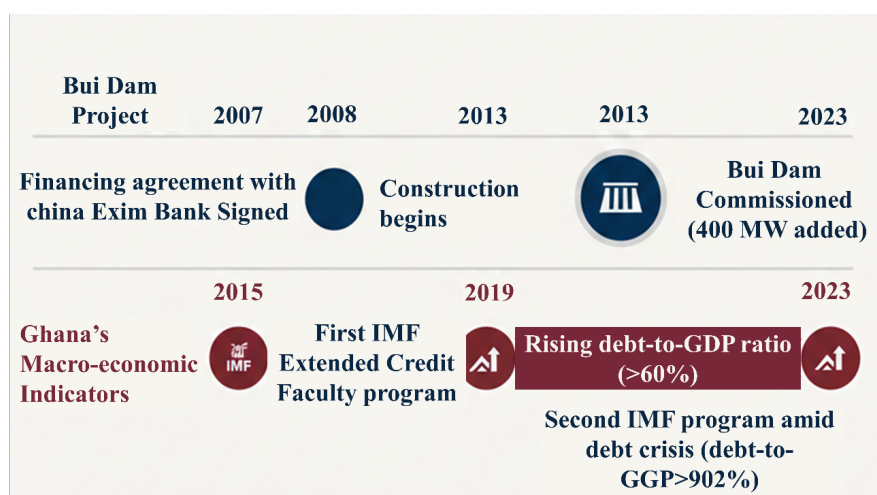 Bui Dam
Project
2007
2008
2013
2013
2023
Financing agreement with
china Exim Bank Signed
Construction
begins
Bui Dam
Commissioned
(400 MW added)
2015
2019
2023
Ghana's
Macro-economic
Indicators
IMF
First IMF
Extended Credit
Faculty program
Rising debt-to-GDP ratio
(>60%)
Second IMF program amid
debt crisis (debt-to-
GGP>902%)